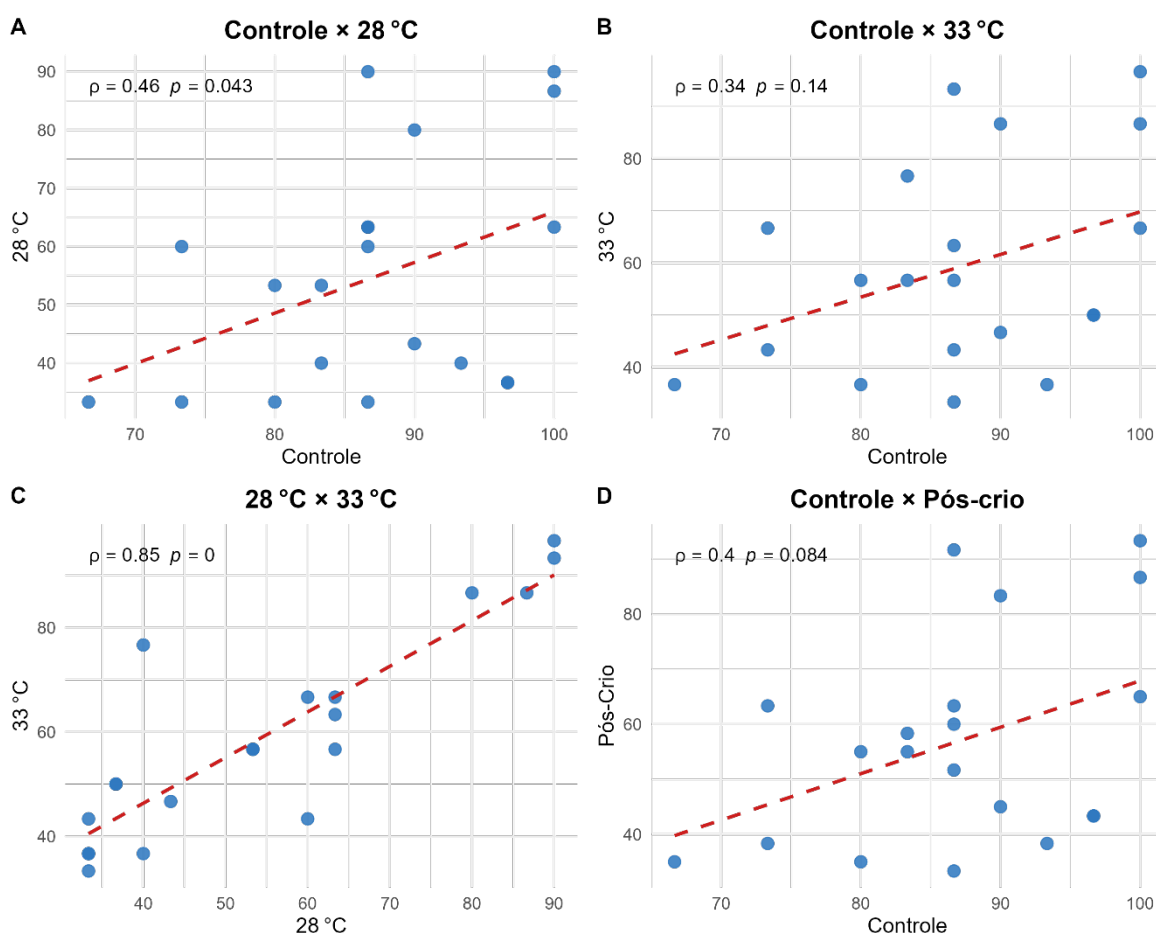 A
Controle × 28 °C
ρ = 0.46 p = 0.043
90
80
70
60
50
40
28 °C
70
80
90
100
Controle
B
Controle × 33 °C
ρ = 0.34 p = 0.14
80
60
40
33 °C
70
80
90
100
Controle
C
28 °C × 33 °C
ρ = 0.85 p = 0
80
60
40
33 °C
40
50
60
70
80
90
28 °C
D
Controle × Pós-crio
ρ = 0.4 p = 0.084
80
60
40
Pós-Crio
70
80
90
100
Controle